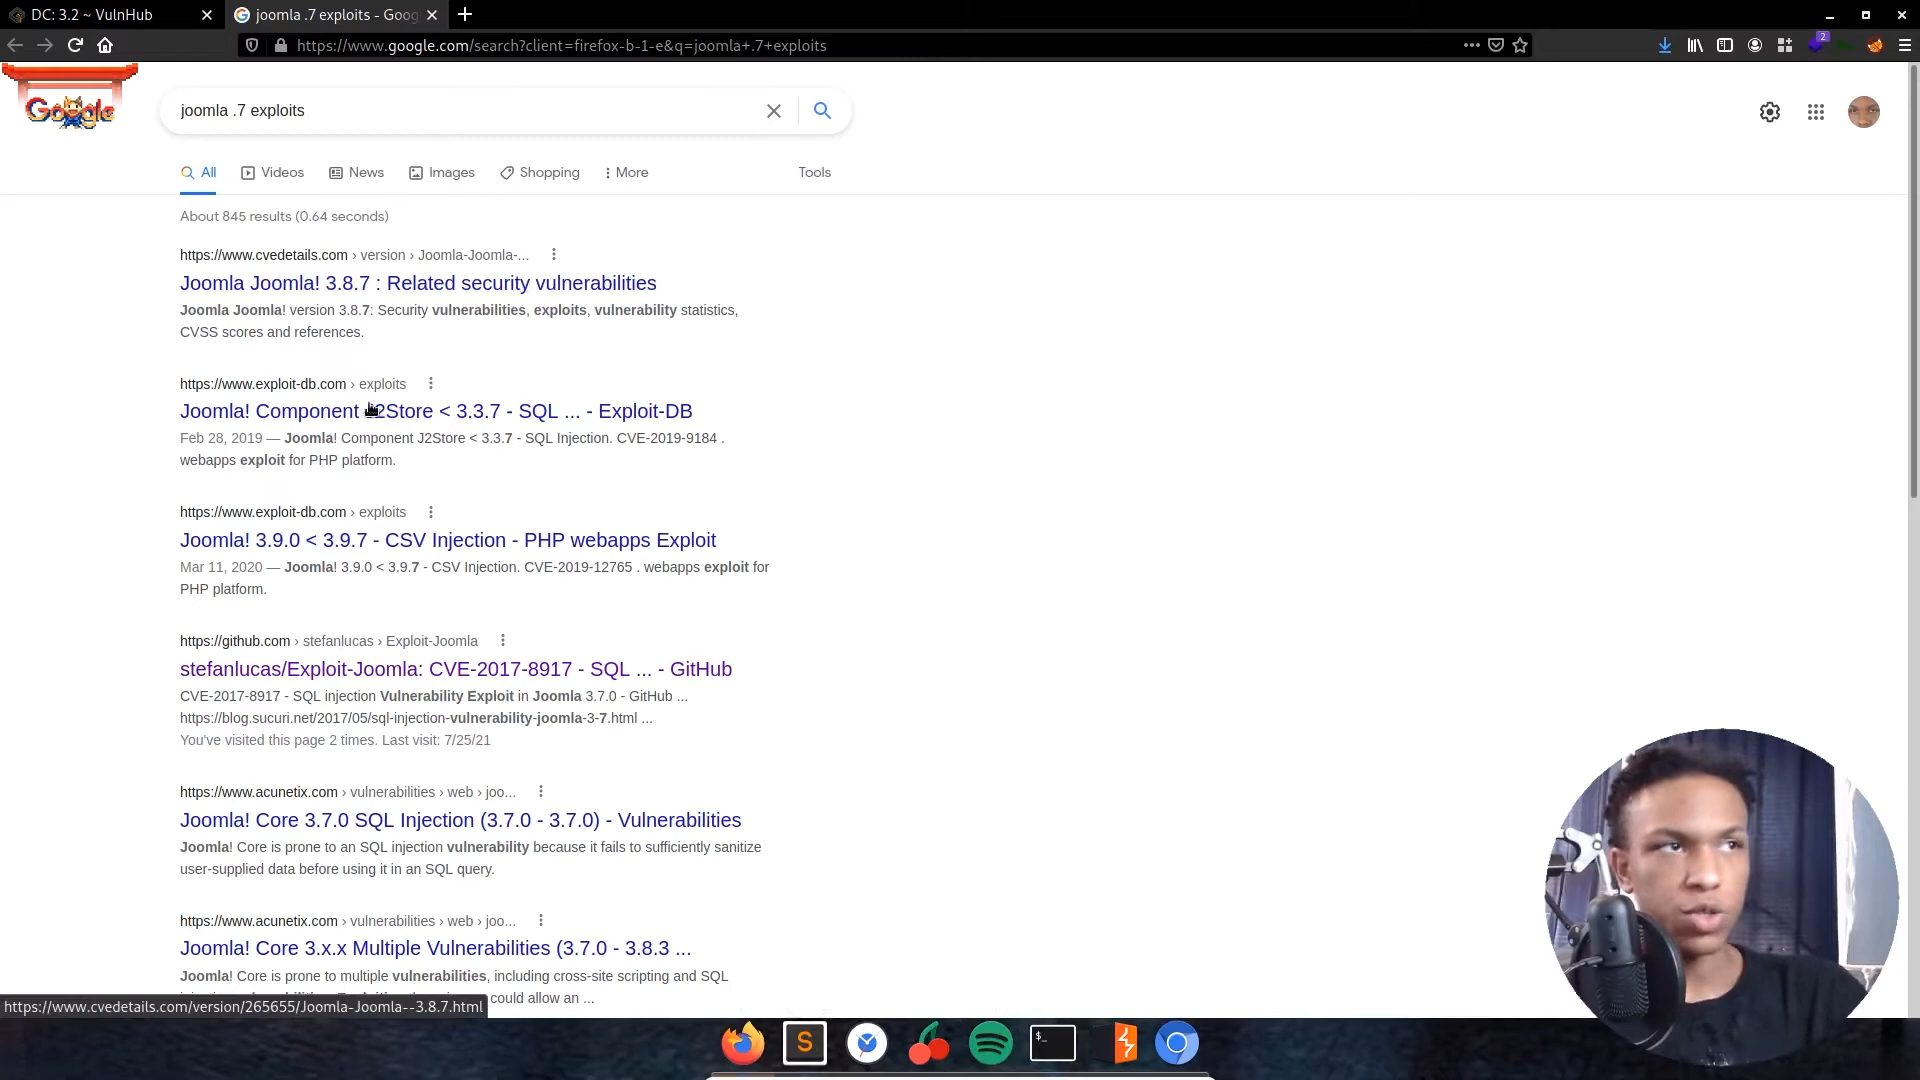 DC: 3.2 ~ VulnHub
joomla .7 exploits - Goog
https://www.google.com/search?client=firefox-b-1-e&q=joomla+.7+exploits
2
Google
joomla .7 exploits
All
Videos
News
Images
Shopping
More
Tools
About 845 results (0.64 seconds)
https://www.cvedetails.com › version › Joomla-Joomla-...
Joomla Joomla! 3.8.7 : Related security vulnerabilities
Joomla Joomla! version 3.8.7: Security vulnerabilities, exploits, vulnerability statistics,
CVSS scores and references.
https://www.exploit-db.com › exploits
Joomla! Component J2Store < 3.3.7 - SQL ... - Exploit-DB
Feb 28, 2019 — Joomla! Component J2Store < 3.3.7 - SQL Injection. CVE-2019-9184 .
webapps exploit for PHP platform.
https://www.exploit-db.com › exploits
Joomla! 3.9.0 < 3.9.7 - CSV Injection - PHP webapps Exploit
Mar 11, 2020 — Joomla! 3.9.0 < 3.9.7 - CSV Injection. CVE-2019-12765 . webapps exploit for
PHP platform.
https://github.com › stefanlucas › Exploit-Joomla
stefanlucas/Exploit-Joomla: CVE-2017-8917 - SQL ... - GitHub
CVE-2017-8917 - SQL injection Vulnerability Exploit in Joomla 3.7.0 - GitHub ...
https://blog.sucuri.net/2017/05/sql-injection-vulnerability-joomla-3-7.html ...
You've visited this page 2 times. Last visit: 7/25/21
https://www.acunetix.com › vulnerabilities › web › joo...
Joomla! Core 3.7.0 SQL Injection (3.7.0 - 3.7.0) - Vulnerabilities
Joomla! Core is prone to an SQL injection vulnerability because it fails to sufficiently sanitize
user-supplied data before using it in an SQL query.
https://www.acunetix.com › vulnerabilities › web › joo...
Joomla! Core 3.x.x Multiple Vulnerabilities (3.7.0 - 3.8.3 ...
Joomla! Core is prone to multiple vulnerabilities, including cross-site scripting and SQL
could allow an ...
https://www.cvedetails.com/version/265655/Joomla-Joomla--3.8.7.html
S
$_